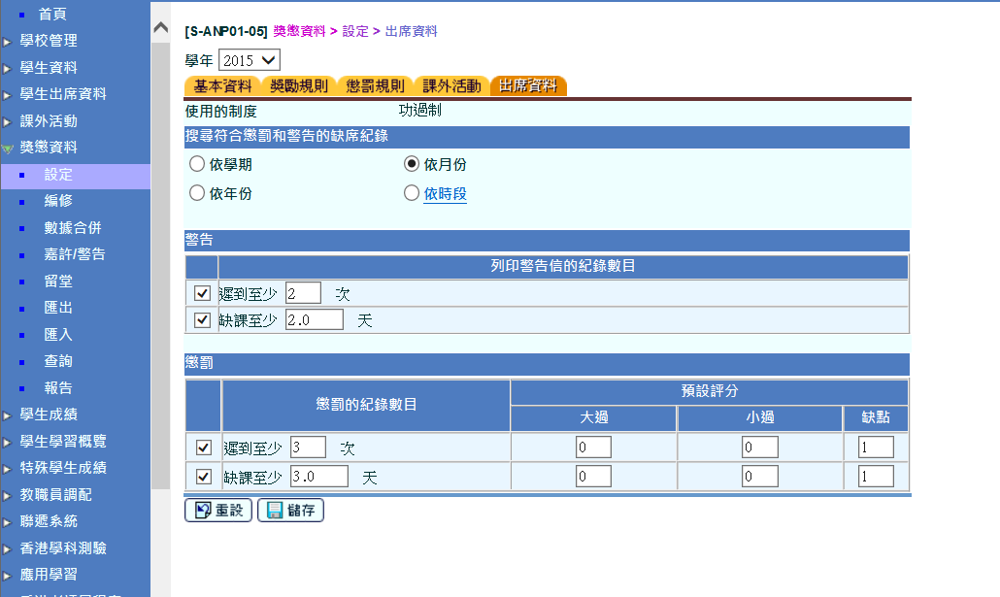 首頁
學校管理
學生資料
學生出席資料
課外活動
獎懲資料
設定
編修
數據合併
嘉許/警告
留堂
匯出
匯入
查詢
報告
學生成績
學生學習概覽
特殊學生成績
教職員調配
聯遞系統
香港學科測驗
應用學習
[S-ANP01-05] 獎懲資料 > 設定 > 出席資料
學年 2015
基本資料 獎勵規則 懲罰規則 課外活動 出席資料
使用的制度 功過制
搜尋符合懲罰和警告的缺席紀錄
依學期 依月份
依年份 依時段
警告
列印警告信的紀錄數目
遲到至少 2 次
缺課至少 2.0 天
懲罰
懲罰的紀錄數目 預設評分
大過 小過 缺點
遲到至少 3 次 0 0 1
缺課至少 3.0 天 0 0 1
重設 儲存